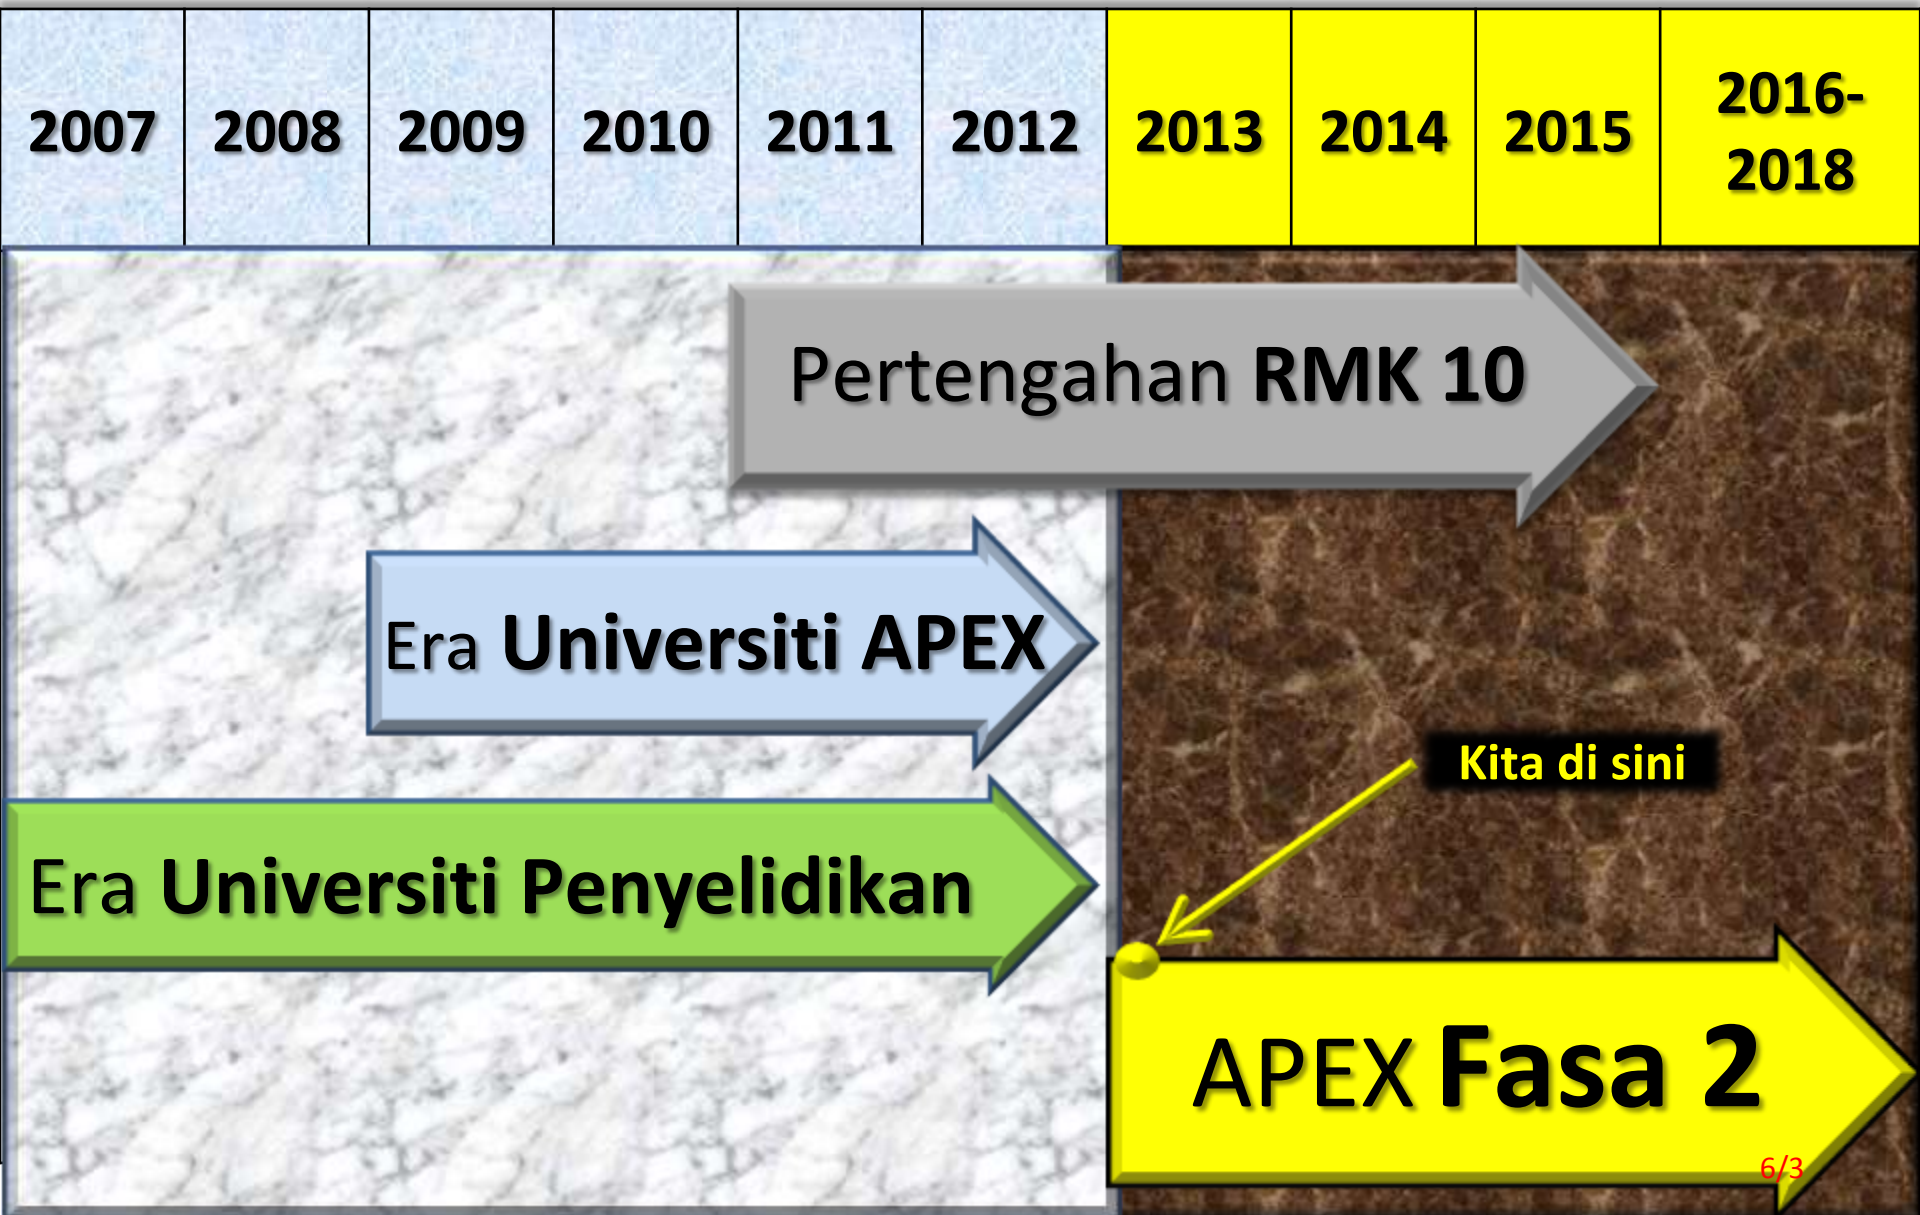 2007 2008 2009 2010 2011 2012 2013 2014 2015 2016-
2018
Pertengahan RMK 10
Era Universiti APEX
Kita di sini
Era Universiti Penyelidikan
APEX Fasa 2
6/3